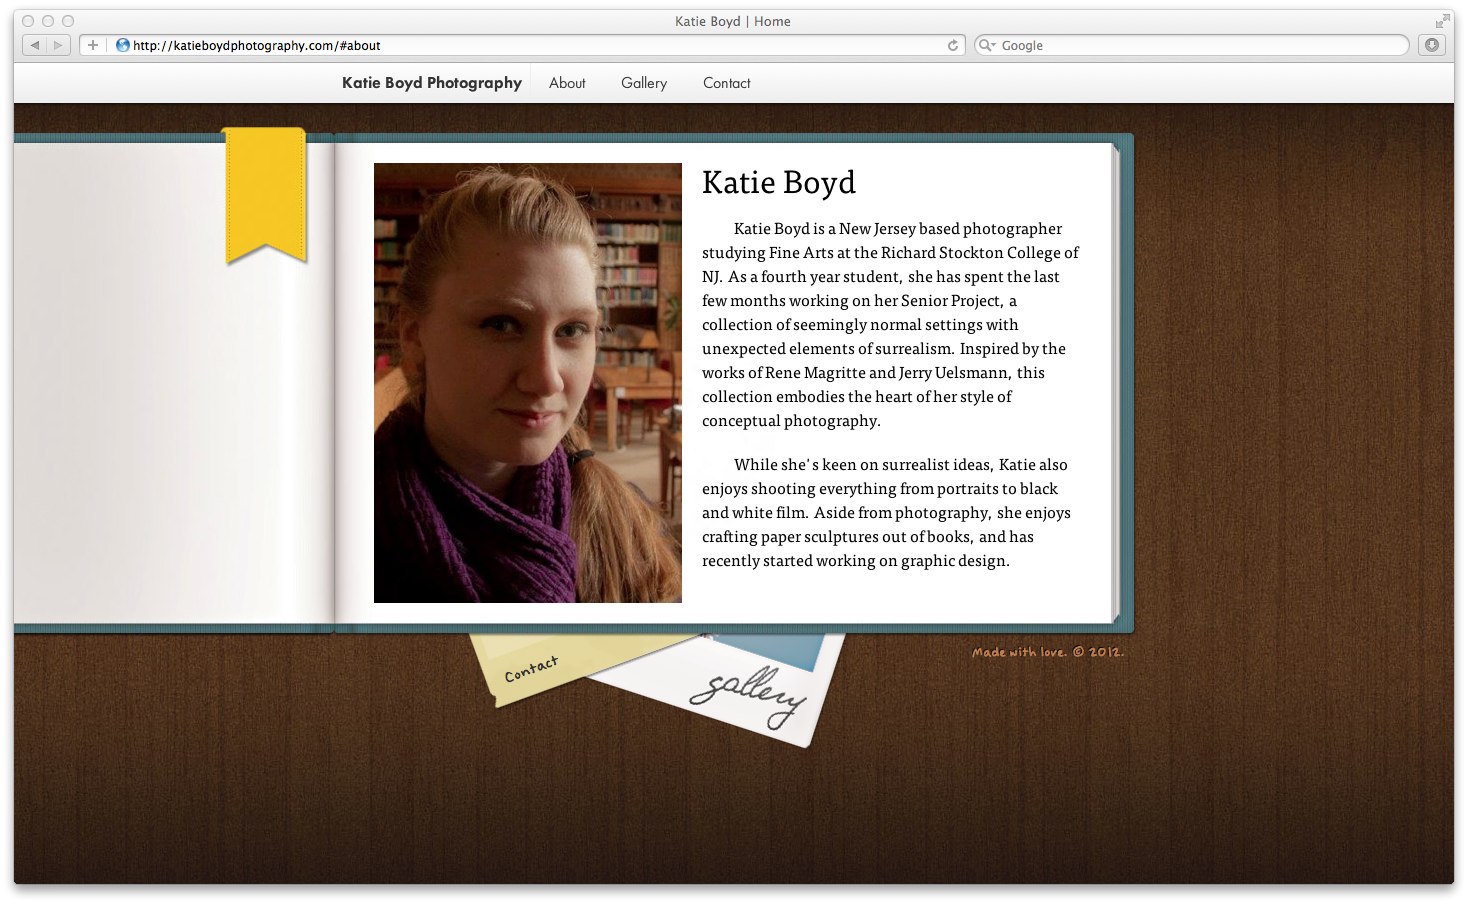 Katie Boyd | Home
http://katieboydphotography.com/#about
Google
Katie Boyd Photography
About
Gallery
Contact
Katie Boyd
Katie Boyd is a New Jersey based photographer
studying Fine Arts at the Richard Stockton College of
NJ. As a fourth year student, she has spent the last
few months working on her Senior Project, a
collection of seemingly normal settings with
unexpected elements of surrealism. Inspired by the
works of Rene Magritte and Jerry Uelsmann, this
collection embodies the heart of her style of
conceptual photography.
While she's keen on surrealist ideas, Katie also
enjoys shooting everything from portraits to black
and white film. Aside from photography, she enjoys
crafting paper sculptures out of books, and has
recently started working on graphic design.
Contact
gallery
Made with love. © 2012.